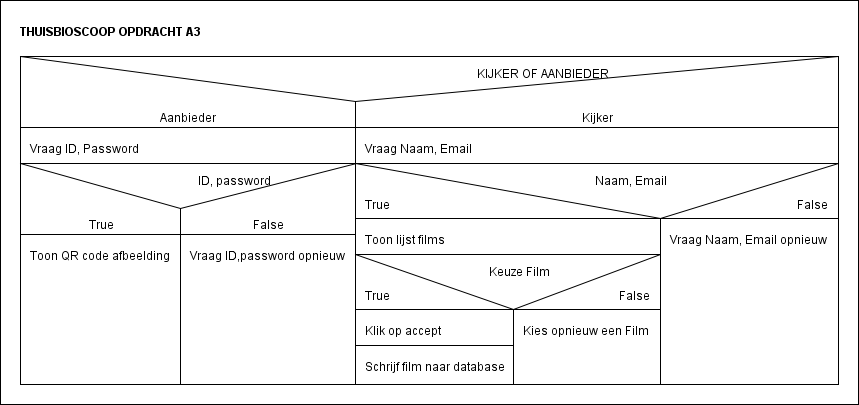 THUISBIOSCOOP OPDRACHT A3
KIJKER OF AANBIEDER
Aanbieder
Kijker
Vraag ID, Password
Vraag Naam, Email
ID, password
True
False
Naam, Email
True
False
Toon QR code afbeelding
Vraag ID,password opnieuw
Toon lijst films
Vraag Naam, Email opnieuw
Keuze Film
True
False
Klik op accept
Kies opnieuw een Film
Schrijf film naar database